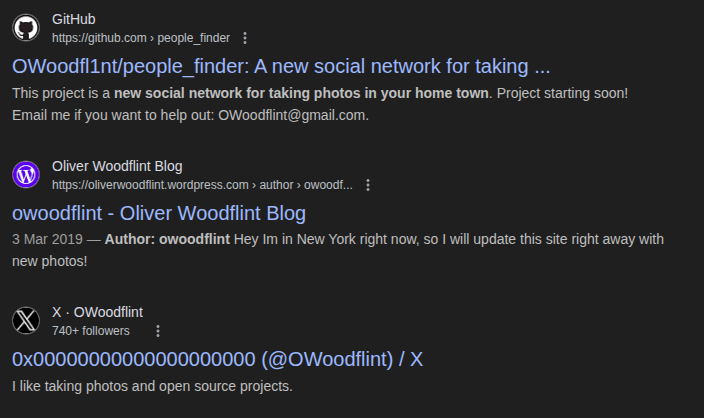 GitHub
https://github.com › people_finder
OWoodfl1nt/people_finder: A new social network for taking ...
This project is a new social network for taking photos in your home town. Project starting soon!
Email me if you want to help out: OWoodflint@gmail.com.
Oliver Woodflint Blog
https://oliverwoodflint.wordpress.com › author › owoodf...
owoodflint - Oliver Woodflint Blog
3 Mar 2019 — Author: owoodflint Hey Im in New York right now, so I will update this site right away with
new photos!
X · OWoodflint
740+ followers
0x00000000000000000000 (@OWoodflint) / X
I like taking photos and open source projects.